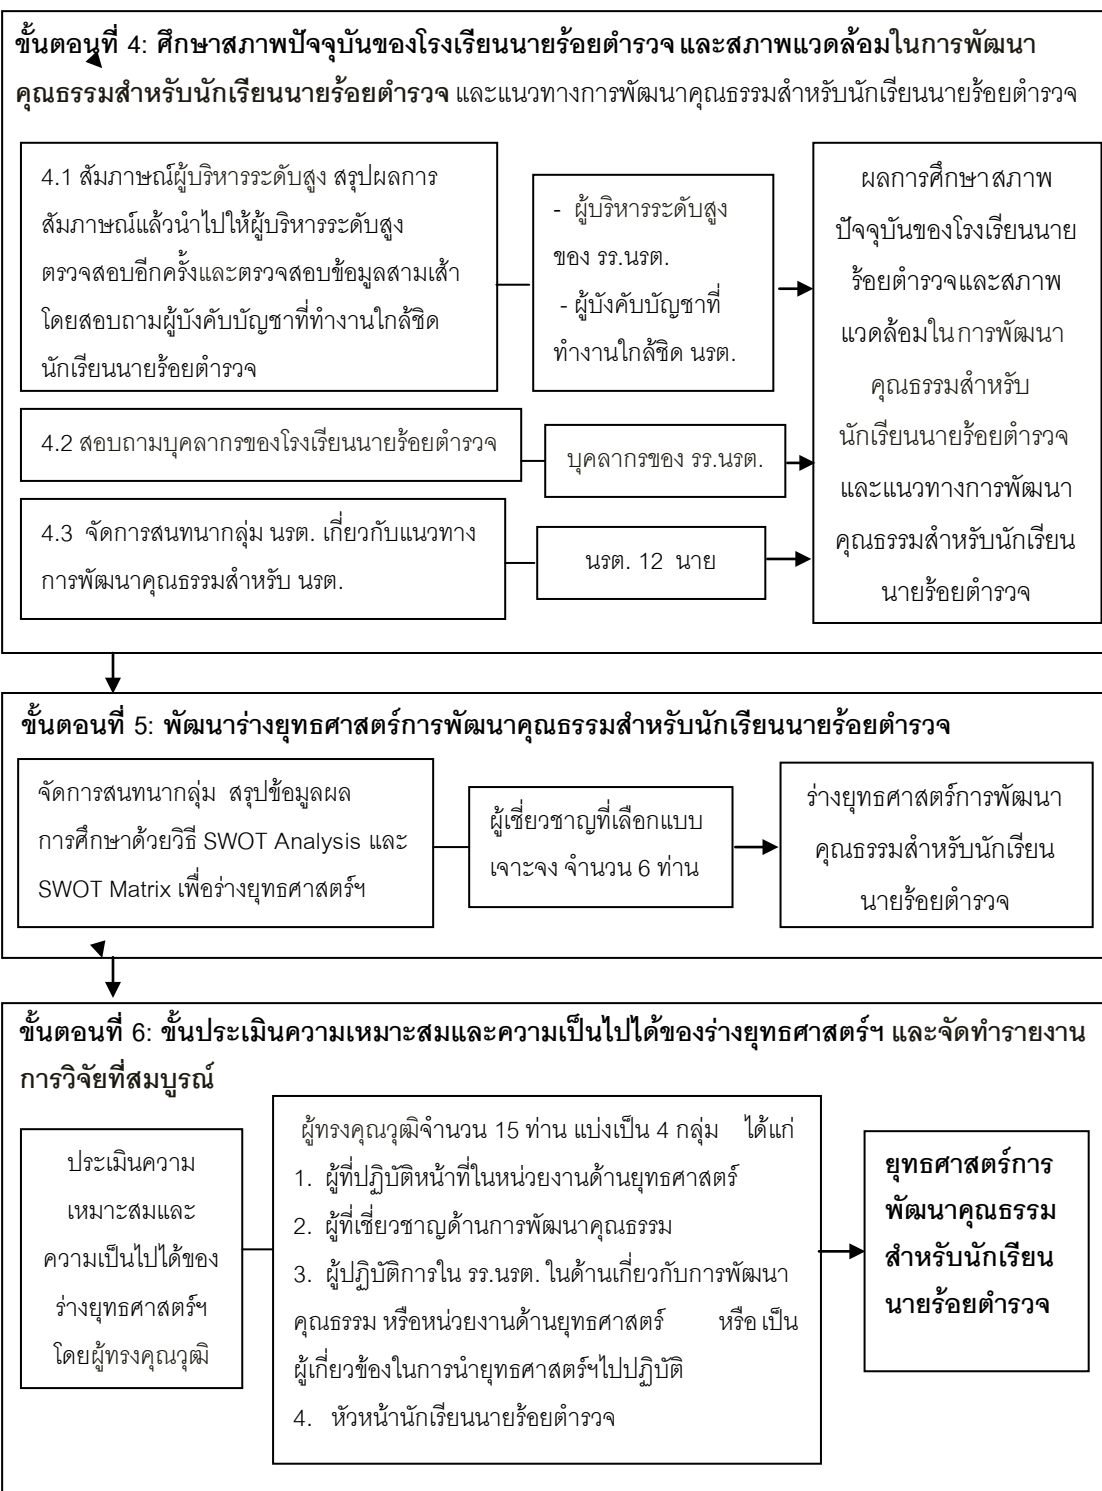 ขั้นตอนที่ 4: ศึกษาสภาพปัจจุบันของโรงเรียนนายร้อยตำรวจ และสภาพแวดล้อมในการพัฒนา
คุณธรรมสำหรับนักเรียนนายร้อยตำรวจ และแนวทางการพัฒนาคุณธรรมสำหรับนักเรียนนายร้อยตำรวจ
4.1 สัมภาษณ์ผู้บริหารระดับสูง สรุปผลการ
สัมภาษณ์แล้วนำไปให้ผู้บริหารระดับสูง
ตรวจสอบอีกครั้งและตรวจสอบข้อมูลสามเส้า
โดยสอบถามผู้บังคับบัญชาที่ทำงานใกล้ชิด
นักเรียนนายร้อยตำรวจ
- ผู้บริหารระดับสูง
ของ รร.นรต.
- ผู้บังคับบัญชาที่
ทำงานใกล้ชิด นรต.
4.2 สอบถามบุคลากรของโรงเรียนนายร้อยตำรวจ
บุคลากรของ รร.นรต.
4.3 จัดการสนทนากลุ่ม นรต. เกี่ยวกับแนวทาง
การพัฒนาคุณธรรมสำหรับ นรต.
นรต. 12 นาย
ผลการศึกษาสภาพ
ปัจจุบันของโรงเรียนนาย
ร้อยตำรวจและสภาพ
แวดล้อมในการพัฒนา
คุณธรรมสำหรับ
นักเรียนนายร้อยตำรวจ
และแนวทางการพัฒนา
คุณธรรมสำหรับนักเรียน
นายร้อยตำรวจ
ขั้นตอนที่ 5: พัฒนาร่างยุทธศาสตร์การพัฒนาคุณธรรมสำหรับนักเรียนนายร้อยตำรวจ
จัดการสนทนากลุ่ม สรุปข้อมูลผล
การศึกษาด้วยวิธี SWOT Analysis และ
SWOT Matrix เพื่อร่างยุทธศาสตร์ฯ
ผู้เชี่ยวชาญที่เลือกแบบ
เจาะจง จำนวน 6 ท่าน
ร่างยุทธศาสตร์การพัฒนา
คุณธรรมสำหรับนักเรียน
นายร้อยตำรวจ
ขั้นตอนที่ 6: ขั้นประเมินความเหมาะสมและความเป็นไปได้ของร่างยุทธศาสตร์ฯ และจัดทำรายงาน
การวิจัยที่สมบูรณ์
ประเมินความ
เหมาะสมและ
ความเป็นไปได้ของ
ร่างยุทธศาสตร์ฯ
โดยผู้ทรงคุณวุฒิ
ผู้ทรงคุณวุฒิจำนวน 15 ท่าน แบ่งเป็น 4 กลุ่ม ได้แก่
1. ผู้ที่ปฏิบัติหน้าที่ในหน่วยงานด้านยุทธศาสตร์
2. ผู้ที่เชี่ยวชาญด้านการพัฒนาคุณธรรม
3. ผู้ปฏิบัติการใน รร.นรต. ในด้านเกี่ยวกับการพัฒนา
คุณธรรม หรือหน่วยงานด้านยุทธศาสตร์ หรือ เป็น
ผู้เกี่ยวข้องในการนำยุทธศาสตร์ฯไปปฏิบัติ
4. หัวหน้านักเรียนนายร้อยตำรวจ
ยุทธศาสตร์การ
พัฒนาคุณธรรม
สำหรับนักเรียน
นายร้อยตำรวจ